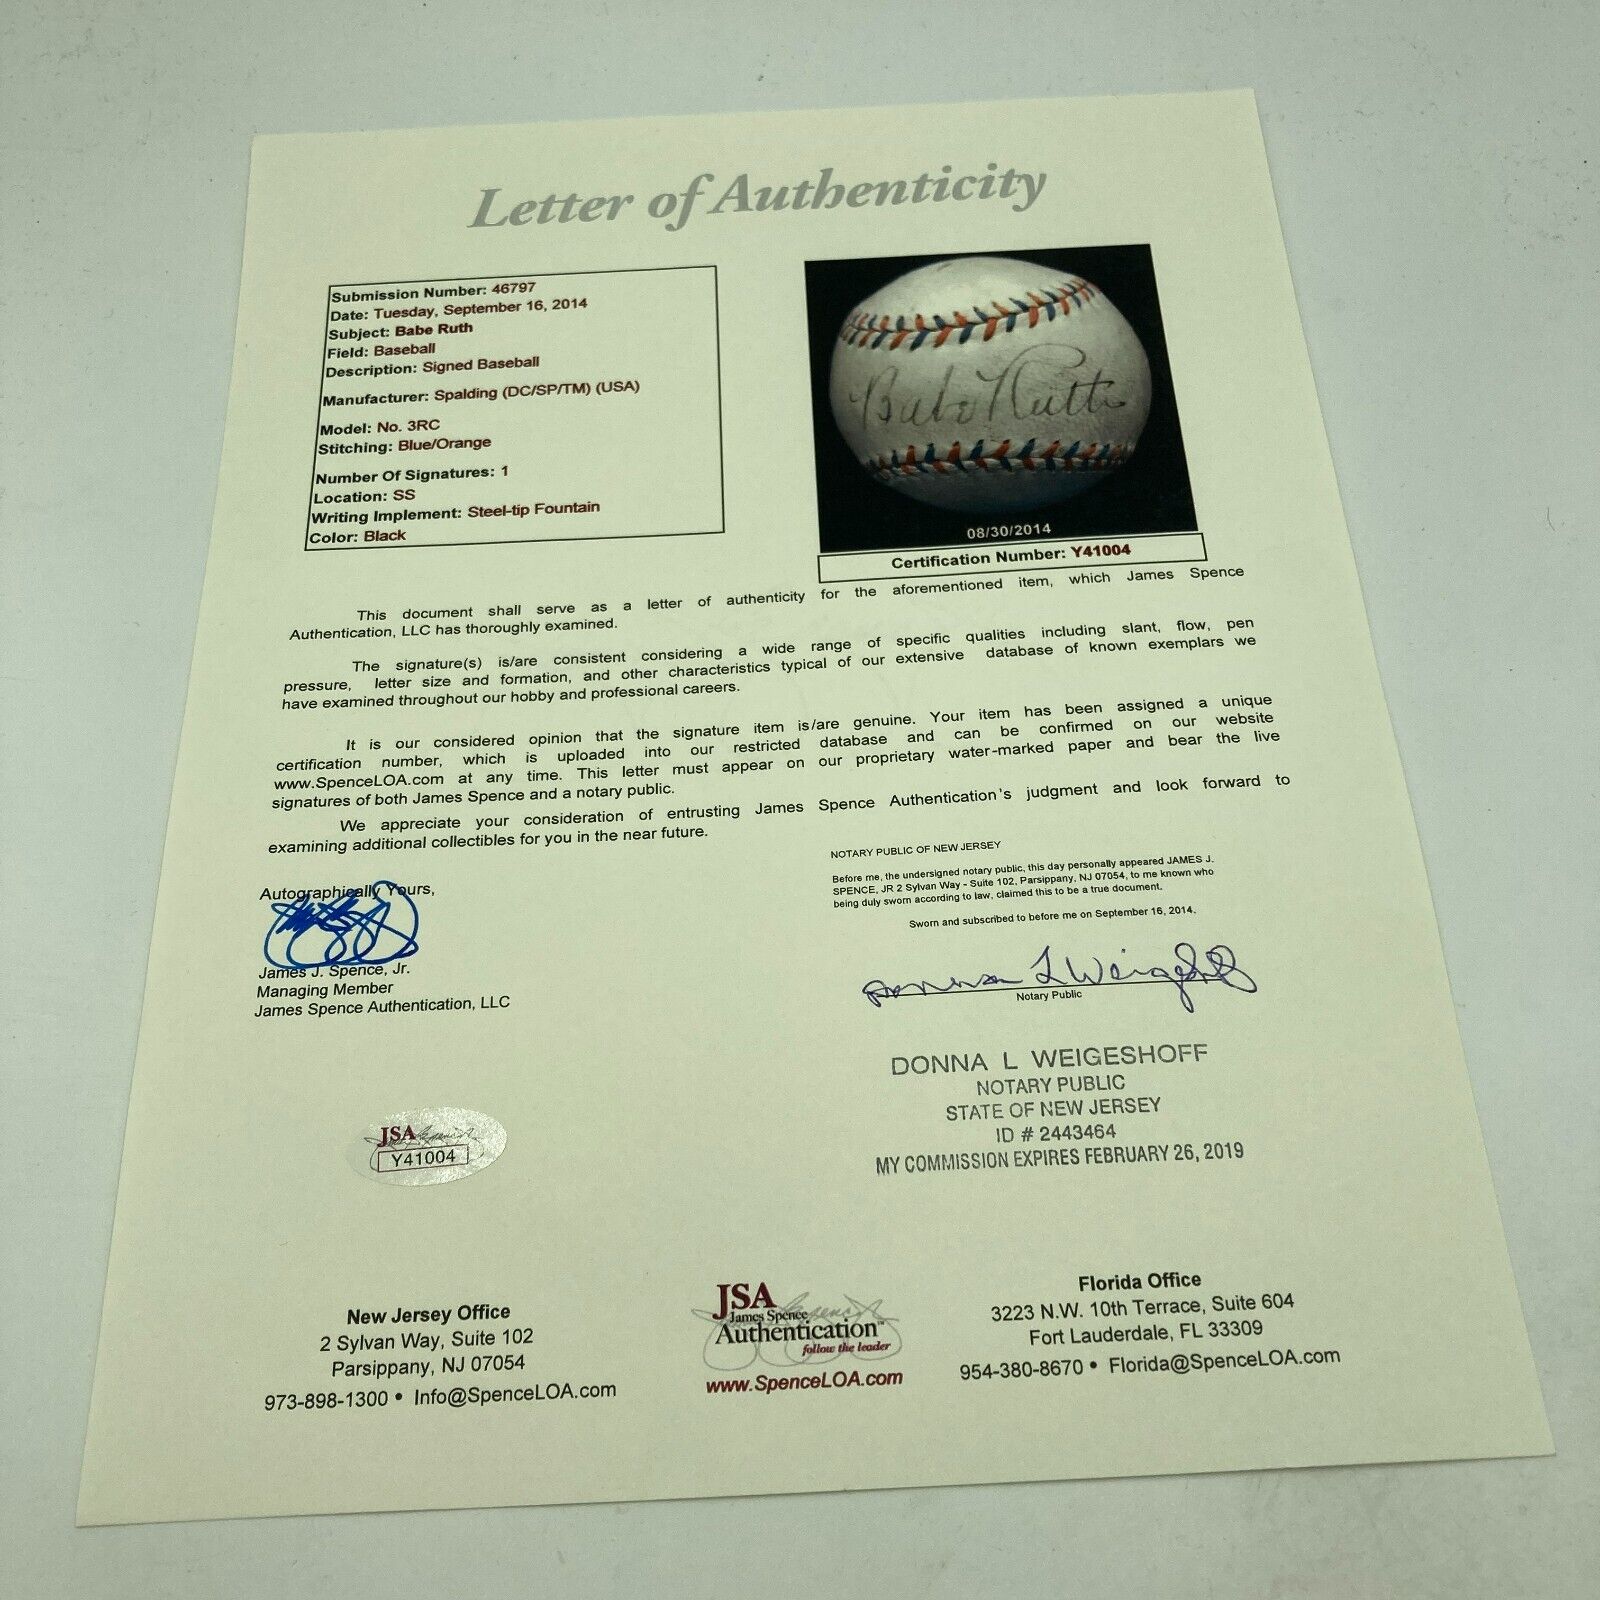 Letter of Authenticity
Submission Number: 46797
Date: Tuesday, September 16, 2014
Subject: Babe Ruth
Field: Baseball
Description: Signed Baseball
Manufacturer: Spalding (DC/SP/TM) (USA)
Model: No. 3RC
Stitching: Blue/Orange
Number Of Signatures: 1
Location: SS
Writing Implement: Steel-tip Fountain
Color: Black
Babe Ruth
08/30/2014
Certification Number: Y41004
This document shall serve as a letter of authenticity for the aforementioned item, which James Spence
Authentication, LLC has thoroughly examined.
The signature(s) is/are consistent considering a wide range of specific qualities including slant, flow, pen
pressure, letter size and formation, and other characteristics typical of our extensive database of known exemplars we
have examined throughout our hobby and professional careers.
It is our considered opinion that the signature item is/are genuine. Your item has been assigned a unique
certification number, which is uploaded into our restricted database and can be confirmed on our website
www.SpenceLOA.com at any time. This letter must appear on our proprietary water-marked paper and bear the live
signatures of both James Spence and a notary public.
We appreciate your consideration of entrusting James Spence Authentication's judgment and look forward to
examining additional collectibles for you in the near future.
NOTARY PUBLIC OF NEW JERSEY
Before me, the undersigned notary public, this day personally appeared JAMES J.
SPENCE, JR 2 Sylvan Way - Suite 102, Parsippany, NJ 07054, to me known who
being duly sworn according to law, claimed this to be a true document.
Sworn and subscribed to before me on September 16, 2014.
Autographically Yours,
James J. Spence, Jr.
Managing Member
James Spence Authentication, LLC
Donna L Weigeshoff
Notary Public
DONNA L WEIGESHOFF
NOTARY PUBLIC
STATE OF NEW JERSEY
ID # 2443464
MY COMMISSION EXPIRES FEBRUARY 26, 2019
JSA
Y41004
New Jersey Office
2 Sylvan Way, Suite 102
Parsippany, NJ 07054
973-898-1300 • Info@SpenceLOA.com
JSA
James Spence
Authentication™
follow the leader
www.SpenceLOA.com
Florida Office
3223 N.W. 10th Terrace, Suite 604
Fort Lauderdale, FL 33309
954-380-8670 • Florida@SpenceLOA.com